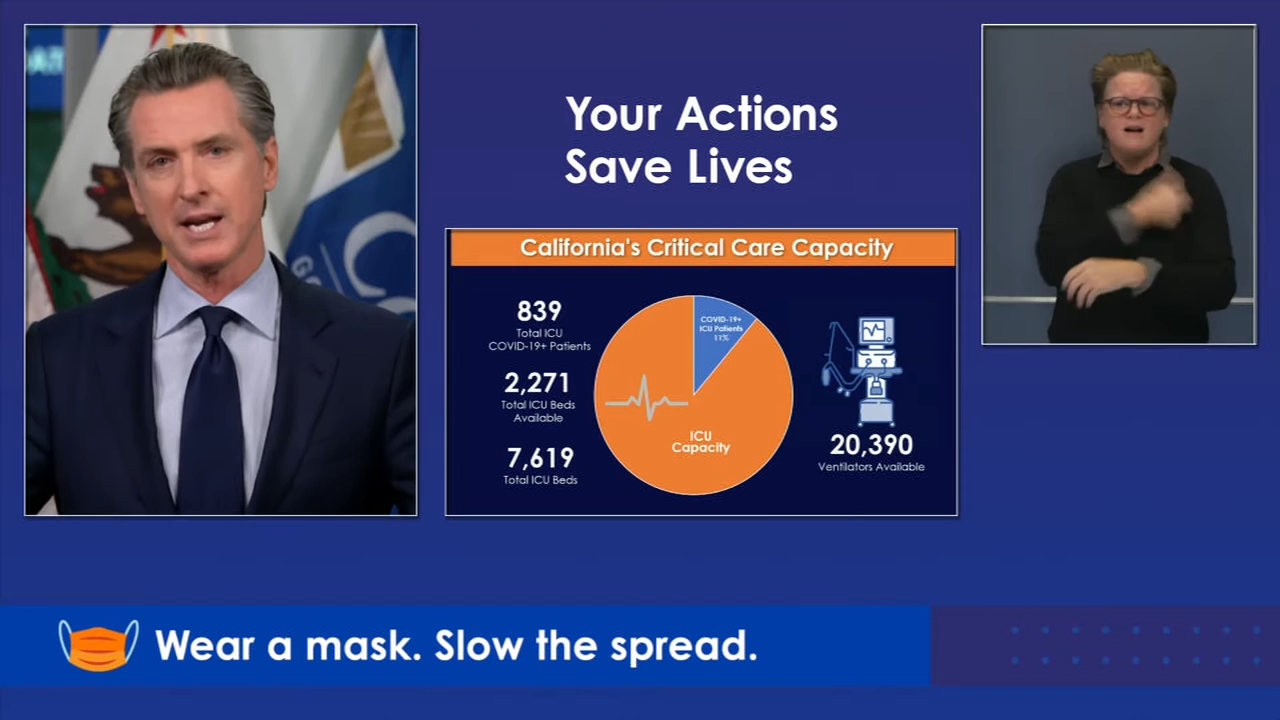 Your Actions
Save Lives
California's Critical Care Capacity
839
Total ICU
COVID-19+ Patients
2,271
Total ICU Beds
Available
7,619
Total ICU Beds
COVID-19+
ICU Patients
11%
ICU
Capacity
20,390
Ventilators Available
Wear a mask. Slow the spread.